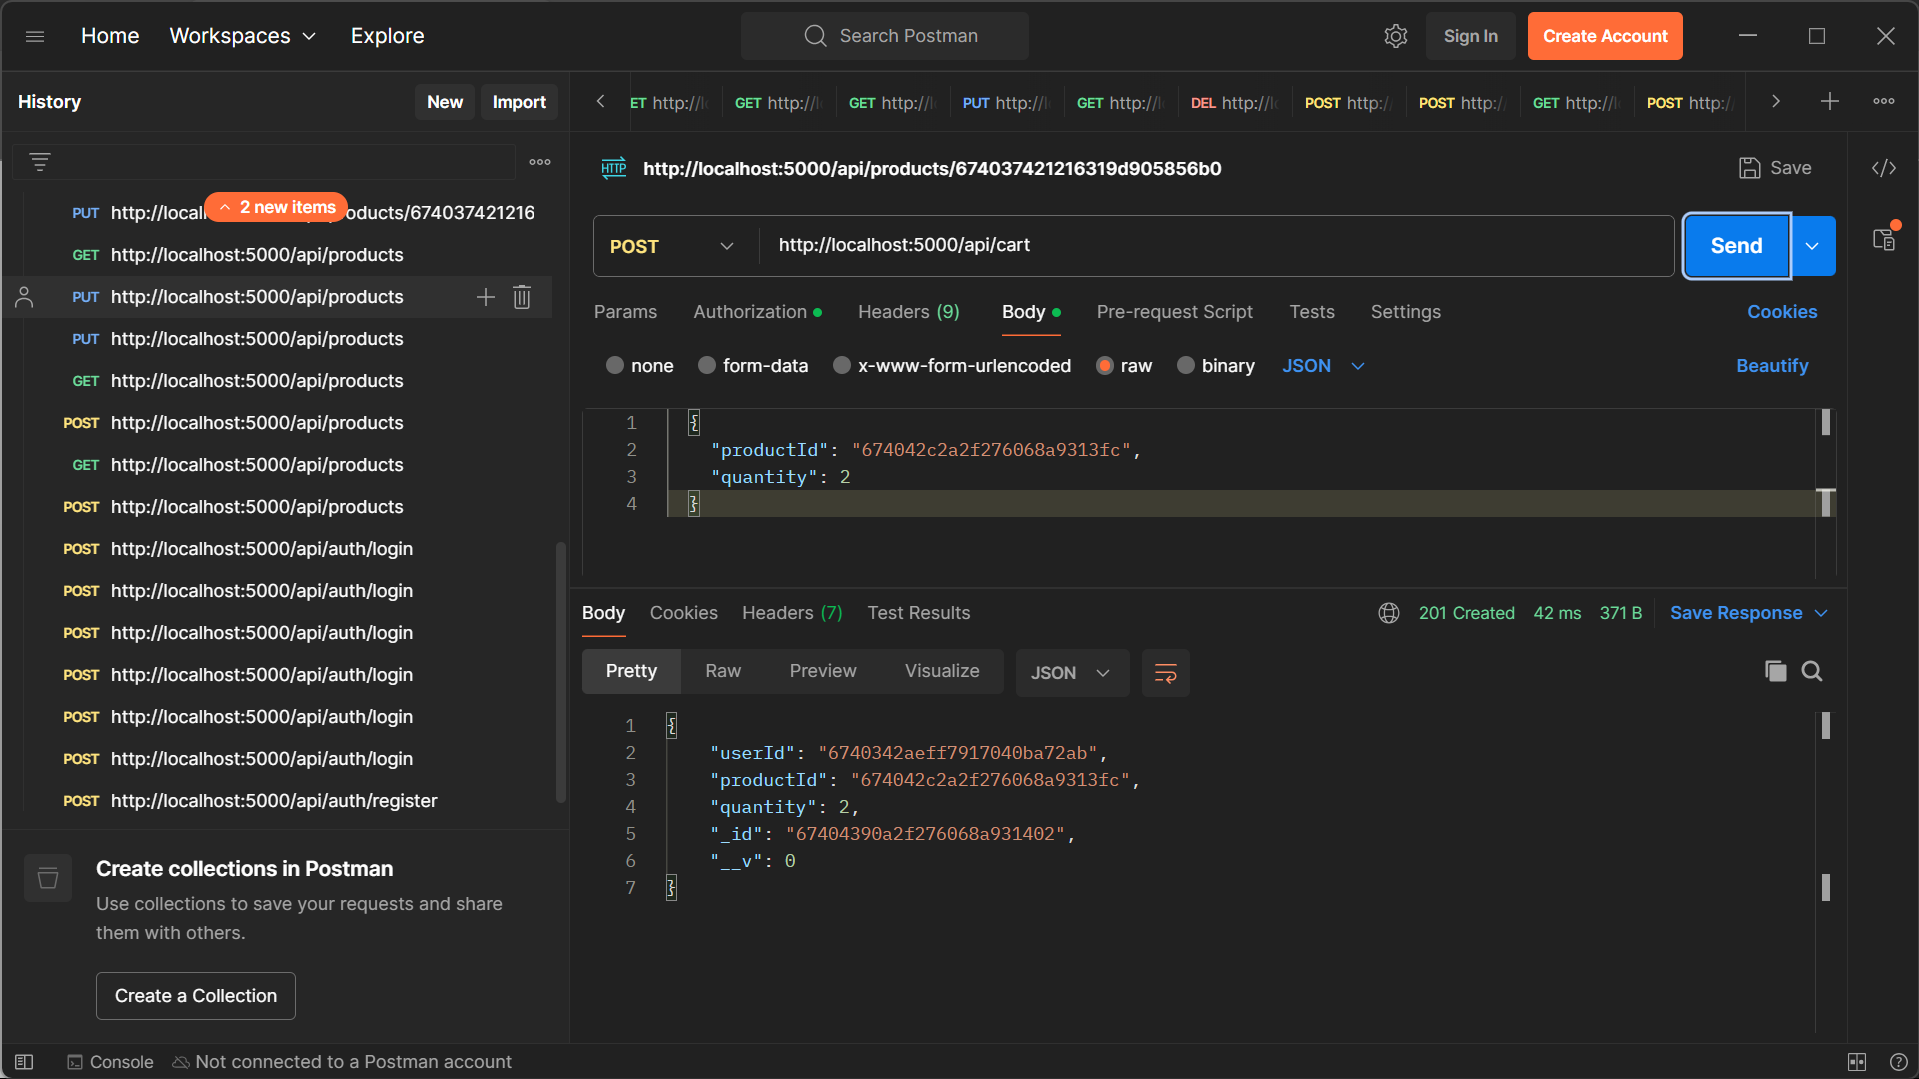 Home
Workspaces
Explore
Search Postman
Sign In
Create Account
History
New
Import
ET http://l
GET http://l
GET http://l
PUT http://l
GET http://l
DEL http://l
POST http:/
POST http:/
GET http://l
POST http:/
http://localhost:5000/api/products/674037421216319d905856b0
Save
2 new items
PUT http://local products/674037421216
GET http://localhost:5000/api/products
PUT http://localhost:5000/api/products
PUT http://localhost:5000/api/products
GET http://localhost:5000/api/products
POST http://localhost:5000/api/products
GET http://localhost:5000/api/products
POST http://localhost:5000/api/products
POST http://localhost:5000/api/auth/login
POST http://localhost:5000/api/auth/login
POST http://localhost:5000/api/auth/login
POST http://localhost:5000/api/auth/login
POST http://localhost:5000/api/auth/login
POST http://localhost:5000/api/auth/login
POST http://localhost:5000/api/auth/register
Create collections in Postman
Use collections to save your requests and share
them with others.
Create a Collection
POST
http://localhost:5000/api/cart
Send
Params
Authorization
Headers (9)
Body
Pre-request Script
Tests
Settings
Cookies
none
form-data
x-www-form-urlencoded
raw
binary
JSON
Beautify
1 {
2 "productId": "674042c2a2f276068a9313fc",
3 "quantity": 2
4 }
Body
Cookies
Headers (7)
Test Results
201 Created
42 ms
371 B
Save Response
Pretty
Raw
Preview
Visualize
JSON
1 {
2 "userId": "6740342aeff7917040ba72ab",
3 "productId": "674042c2a2f276068a9313fc",
4 "quantity": 2,
5 "_id": "67404390a2f276068a931402",
6 "__v": 0
7 }
Console
Not connected to a Postman account